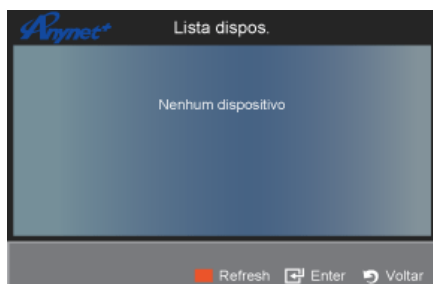 Anynet+ Lista dispos.
Nenhum dispositivo
Refresh Enter Voltar